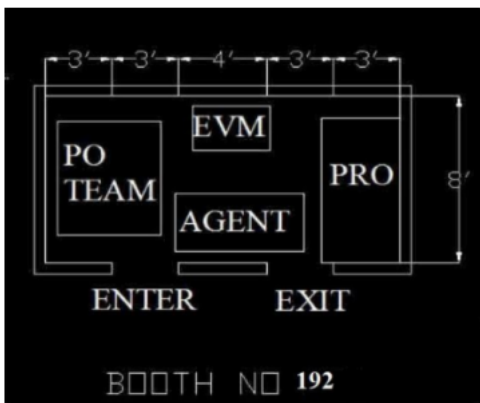 3' 3' 4' 3' 3'
EVM
PO
TEAM
PRO
8'
AGENT
ENTER EXIT
BOOTH NO 192